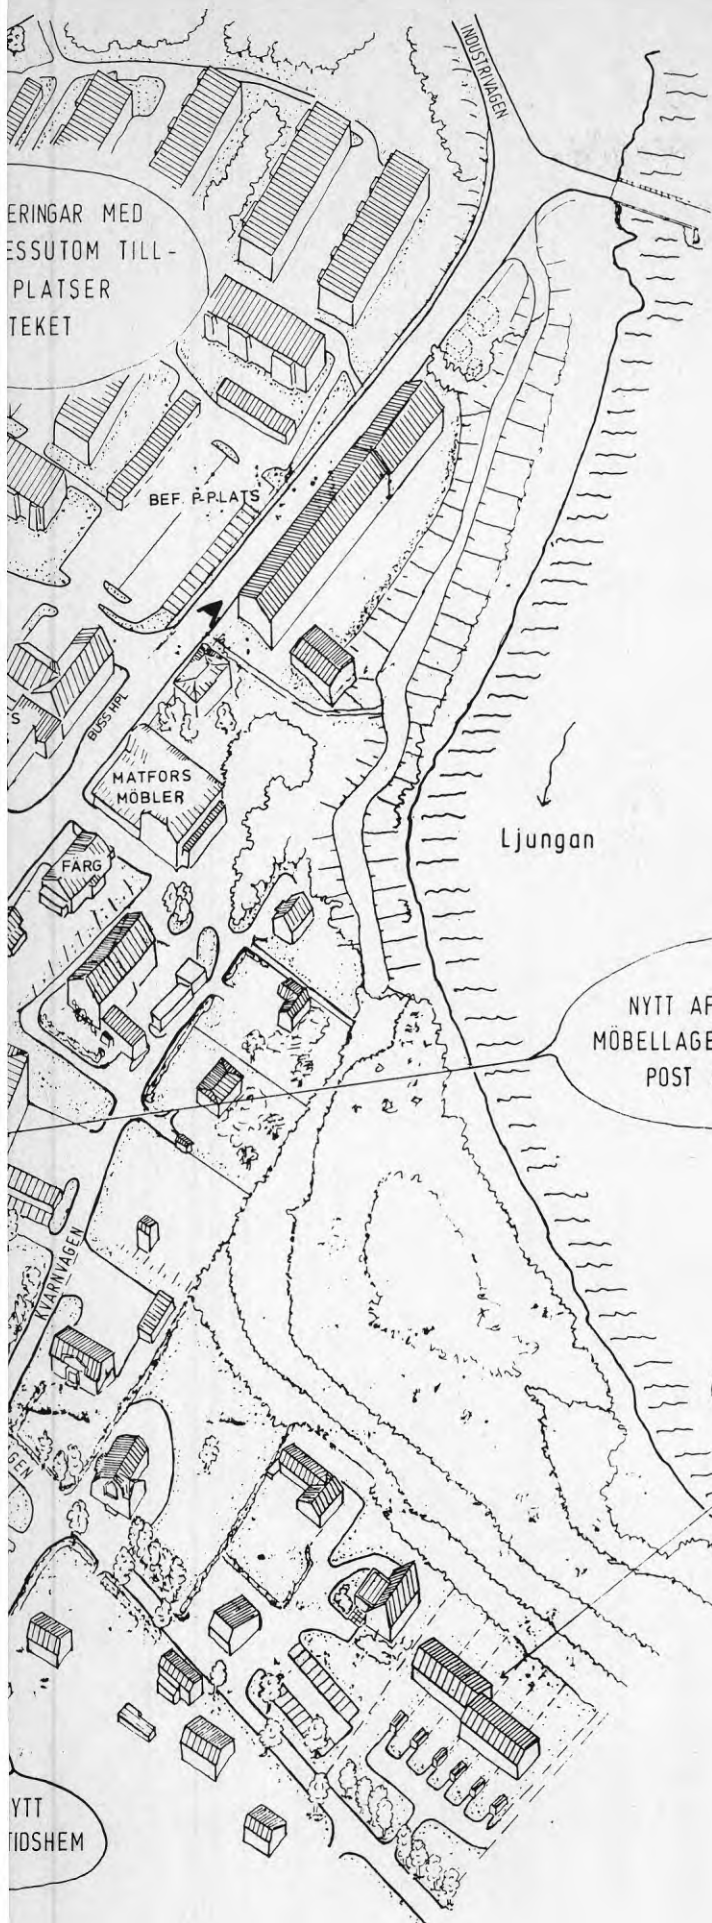 INDUSTRIVÄGEN
ERINGAR MED
ESSUTOM TILL-
PLATSER
TEKET
BEF. P-PLATS
BUSS HPL
MATFORS
MÖBLER
FÄRG
Ljungan
NYTT AF
MÖBELLAGE
POST
KVARNVÄGEN
GEN
YTT
TIDSHEM